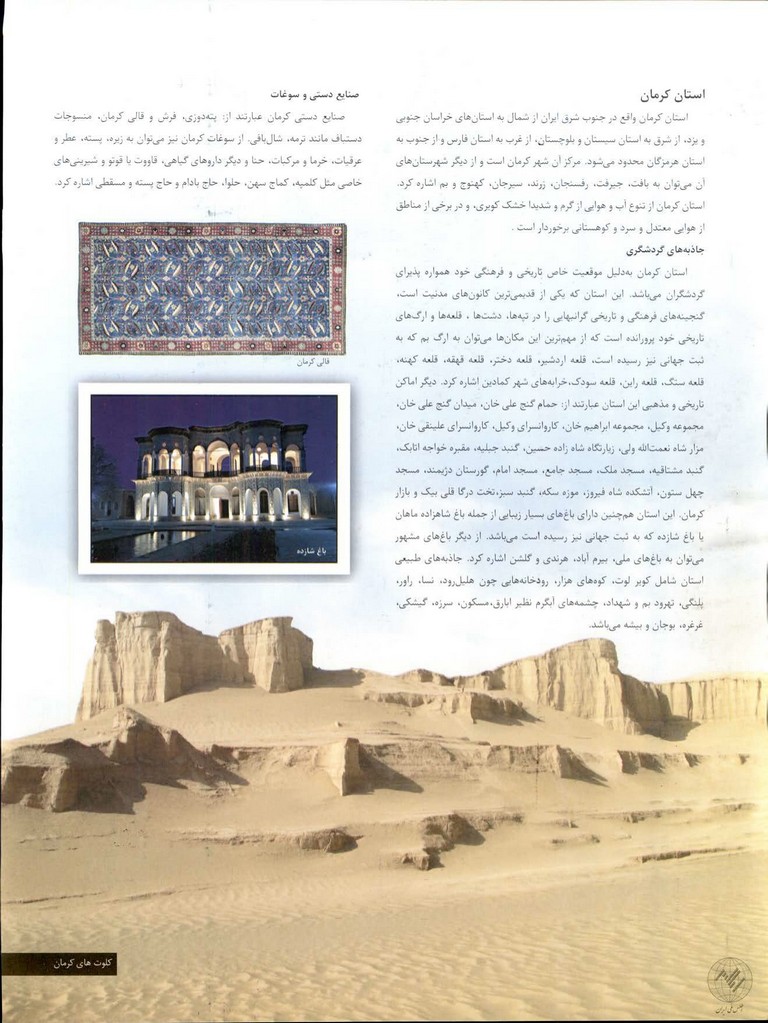 استان کرمان
استان کرمان واقع در جنوب شرق ایران از شمال به استان‌های خراسان جنوبی
و یزد، از شرق به استان سیستان و بلوچستان، از غرب به استان فارس و از جنوب به
استان هرمزگان محدود می‌شود. مرکز آن شهر کرمان است و از دیگر شهرستان‌های
آن می‌توان به بافت، جیرفت، رفسنجان، زرند، سیرجان، کهنوج و بم اشاره کرد.
استان کرمان از تنوع آب و هوایی از گرم و شدیدا خشک کویری، و در برخی از مناطق
از هوایی معتدل و سرد و کوهستانی برخوردار است .
جاذبه‌های گردشگری
استان کرمان به‌دلیل موقعیت خاص تاریخی و فرهنگی خود همواره پذیرای
گردشگران می‌باشد. این استان که یکی از قدیمی‌ترین کانون‌های مدنیت است،
گنجینه‌های فرهنگی و تاریخی گرانبهایی را در تپه‌ها، دشت‌ها ، قلعه‌ها و ارگ‌های
تاریخی خود پرورانده است که از مهم‌ترین این مکان‌ها می‌توان به ارگ بم که به
ثبت جهانی نیز رسیده است، قلعه اردشیر، قلعه دختر، قلعه قهقه، قلعه کهنه،
قلعه سنگ، قلعه راین، قلعه سودک،خرابه‌های شهر کمادین اشاره کرد. دیگر اماکن
تاریخی و مذهبی این استان عبارتند از: حمام گنج علی خان، میدان گنج علی خان،
مجموعه وکیل، مجموعه ابراهیم خان، کاروانسرای وکیل، کاروانسرای علینقی خان،
مزار شاه نعمت‌الله ولی، زیارتگاه شاه زاده حسین، گنبد جبلیه، مقبره خواجه اتابک،
گنبد مشتاقیه، مسجد ملک، مسجد جامع، مسجد امام، گورستان دژیمند، مسجد
چهل ستون، آتشکده شاه فیروز، موزه سکه، گنبد سبز،تخت درگا قلی بیک و بازار
کرمان. این استان هم‌چنین دارای باغ‌های بسیار زیبایی از جمله باغ شاهزاده ماهان
یا باغ شازده که به ثبت جهانی نیز رسیده است می‌باشد. از دیگر باغ‌های مشهور
می‌توان به باغ‌های ملی، بیرم آباد، هرندی و گلشن اشاره کرد. جاذبه‌های طبیعی
استان شامل کویر لوت، کوه‌های هزار، رودخانه‌هایی چون هلیل‌رود، نسا، راور،
پلنگی، تهرود بم و شهداد، چشمه‌های آبگرم نظیر ابارق،مسکون، سرزه، گیشکی،
غرغره، بوجان و بیشه می‌باشد.
صنایع دستی و سوغات
صنایع دستی کرمان عبارتند از: پته‌دوزی، فرش و قالی کرمان، منسوجات
دستباف مانند ترمه، شال‌بافی. از سوغات کرمان نیز می‌توان به زیره، پسته، عطر و
عرقیات، خرما و مرکبات، حنا و دیگر داروهای گیاهی، قاووت یا قوتو و شیرینی‌های
خاصی مثل کلمپه، کماج سهن، حلوا، حاج بادام و حاج پسته و مسقطی اشاره کرد.
قالی کرمان
باغ شازده
کلوت های کرمان